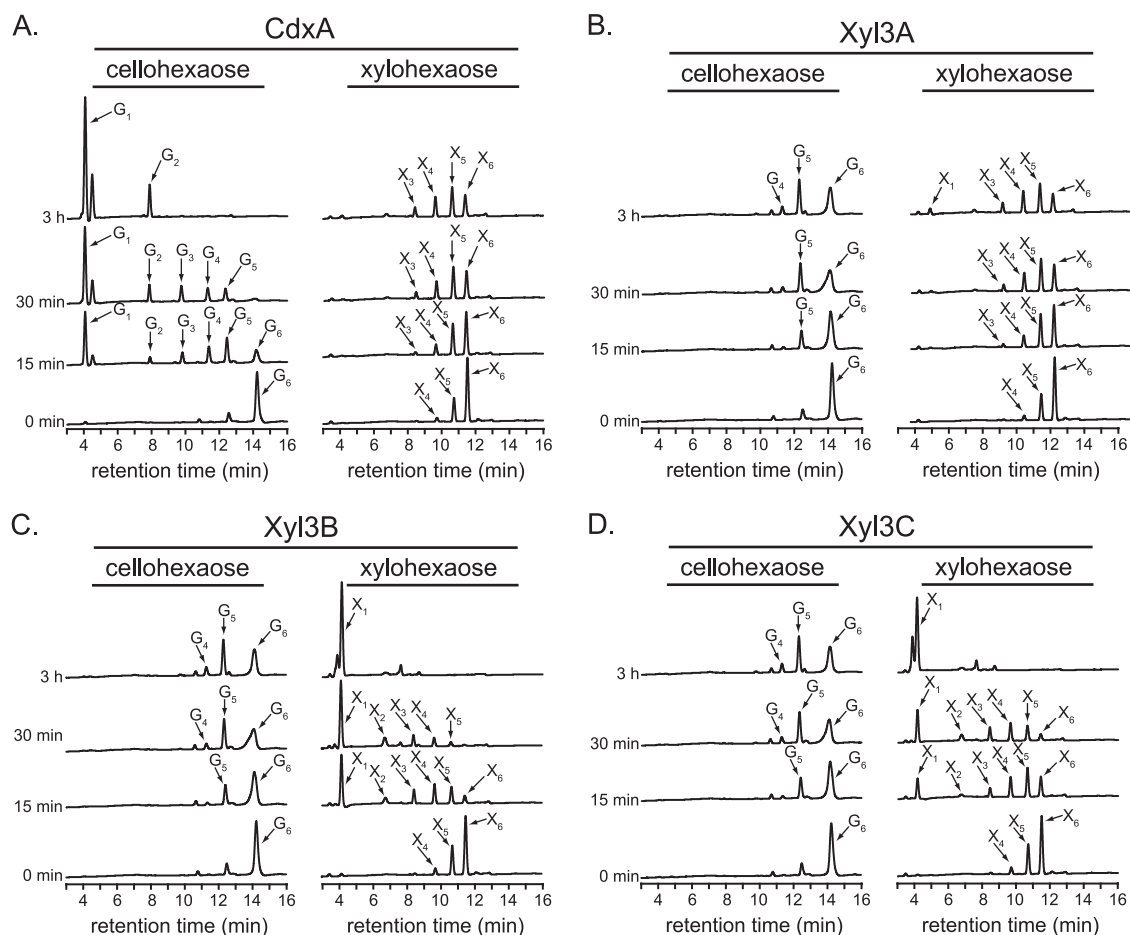 A.
CdxA
cellohexaose
xylohexaose
G1
G2
X3
X4
X5
X6
3 h
G1
G2
G3
G4
G5
X3
X4
X5
X6
30 min
G1
G2
G3
G4
G5
G6
X3
X4
X5
X6
15 min
G6
X4
X5
X6
0 min
4 6 8 10 12 14 16
4 6 8 10 12 14 16
retention time (min)
retention time (min)
B.
Xyl3A
cellohexaose
xylohexaose
G4
G5
G6
X1
X3
X4
X5
X6
3 h
G5
G6
X3
X4
X5
X6
30 min
G5
G6
X3
X4
X5
X6
15 min
G6
X4
X5
X6
0 min
4 6 8 10 12 14 16
4 6 8 10 12 14 16
retention time (min)
retention time (min)
C.
Xyl3B
cellohexaose
xylohexaose
G4
G5
G6
X1
3 h
G4
G5
G6
X1
X2
X3
X4
X5
30 min
G5
G6
X1
X2
X3
X4
X5
X6
15 min
G6
X4
X5
X6
0 min
4 6 8 10 12 14 16
4 6 8 10 12 14 16
retention time (min)
retention time (min)
D.
Xyl3C
cellohexaose
xylohexaose
G4
G5
G6
X1
3 h
G4
G5
G6
X1
X2
X3
X4
X5
X6
30 min
G5
G6
X1
X2
X3
X4
X5
X6
15 min
G6
X4
X5
X6
0 min
4 6 8 10 12 14 16
4 6 8 10 12 14 16
retention time (min)
retention time (min)